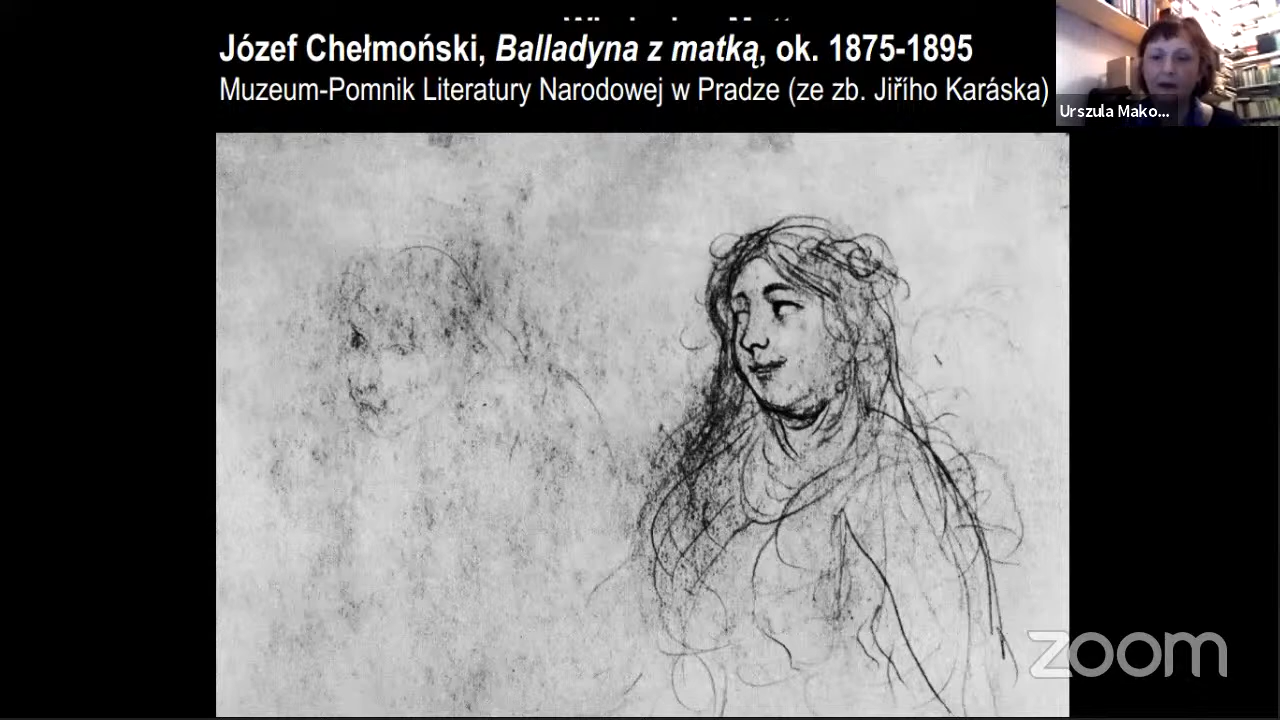 Józef Chełmoński, Balladyna z matką, ok. 1875-1895
Muzeum-Pomnik Literatury Narodowej w Pradze (ze zb. Jiřího Karáska)
Urszula Mako...
zoom